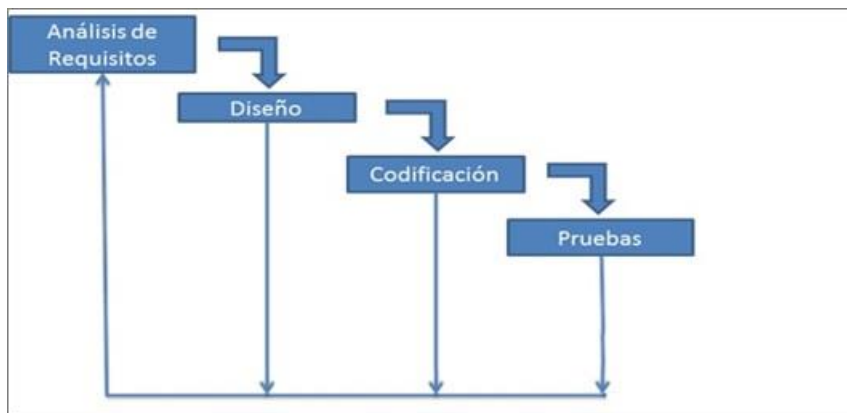 Análisis de
Requisitos
Diseño
Codificación
Pruebas